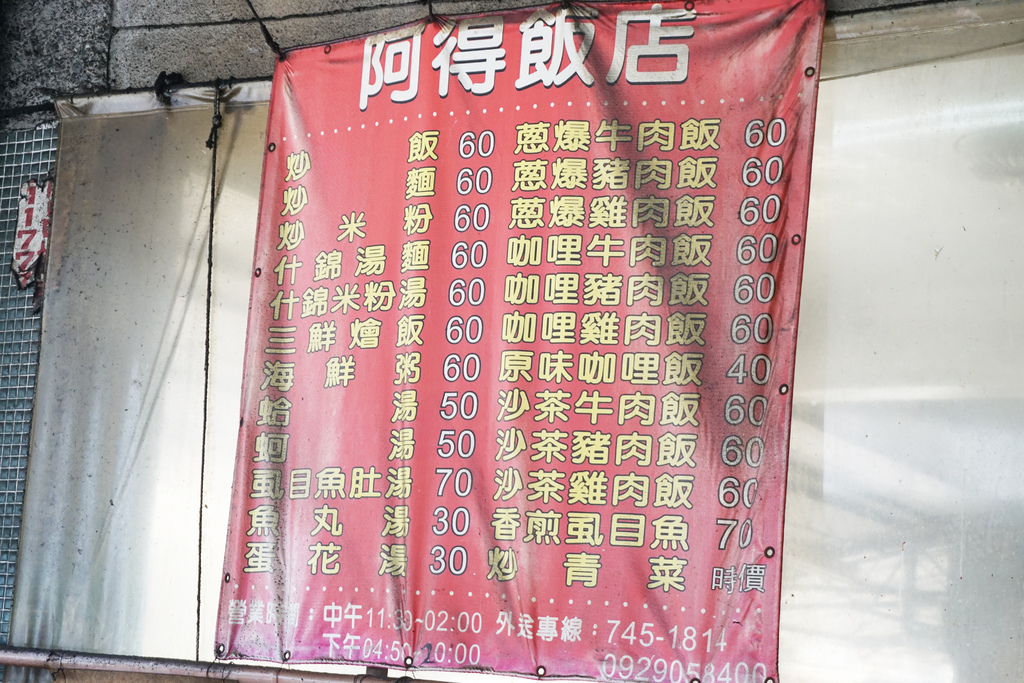 阿得飯店
炒飯 60
炒麵 60
炒米粉 60
什錦湯麵 60
什錦米粉湯 60
三鮮燴飯 60
海鮮粥 60
蛤湯 50
蚵湯 50
虱目魚肚湯 70
魚丸湯 30
蛋花湯 30
蔥爆牛肉飯 60
蔥爆豬肉飯 60
蔥爆雞肉飯 60
咖哩牛肉飯 60
咖哩豬肉飯 60
咖哩雞肉飯 60
原味咖哩飯 40
沙茶牛肉飯 60
沙茶豬肉飯 60
沙茶雞肉飯 60
香煎虱目魚 70
炒青菜 時價
營業時間：中午11:30~02:00
下午04:50~20:00
外送專線：745-1814
0929058400
117